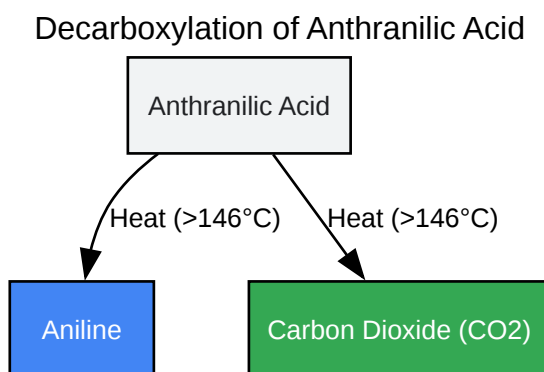 Decarboxylation of Anthranilic Acid
Anthranilic Acid
Heat (>146°C)
Heat (>146°C)
Aniline
Carbon Dioxide (CO2)